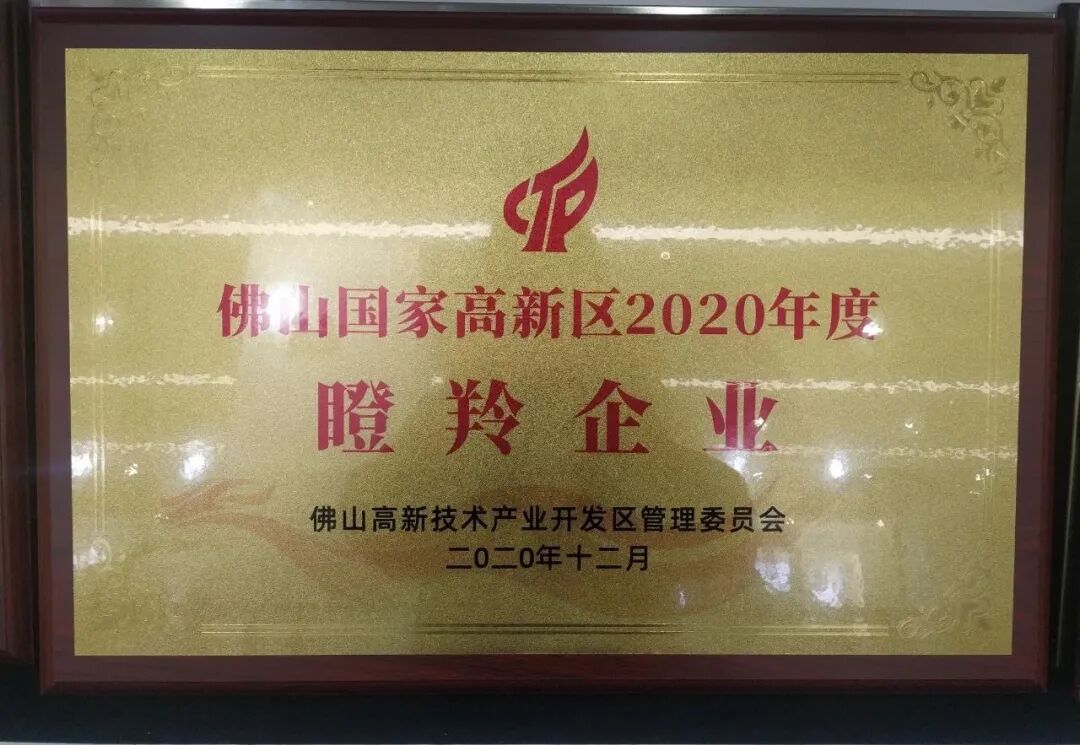 佛山国家高新区2020年度
瞪羚企业
佛山高新技术产业开发区管理委员会
二0二0年十二月